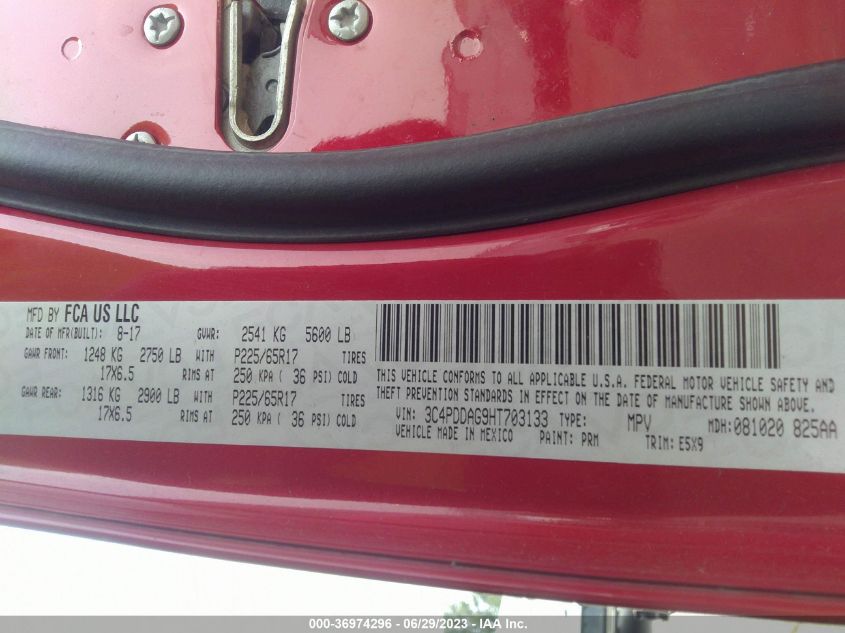 MFD BY FCA US LLC
DATE OF MFR(BUILT): 8-17 GVWR: 2541 KG 5600 LB
GAWR FRONT: 1248 KG 2750 LB WITH P225/65R17 TIRES
17X6.5 RIMS AT 250 KPA ( 36 PSI) COLD
GAWR REAR: 1316 KG 2900 LB WITH P225/65R17 TIRES
17X6.5 RIMS AT 250 KPA ( 36 PSI) COLD
THIS VEHICLE CONFORMS TO ALL APPLICABLE U.S.A. FEDERAL MOTOR VEHICLE SAFETY AND
THEFT PREVENTION STANDARDS IN EFFECT ON THE DATE OF MANUFACTURE SHOWN ABOVE.
VIN: 3C4PDDAG9HT703133 TYPE: MPV MDH: 081020 825AA
VEHICLE MADE IN MEXICO PAINT: PRM TRIM: E5X9
000-36974296 - 06/29/2023 - IAA Inc.